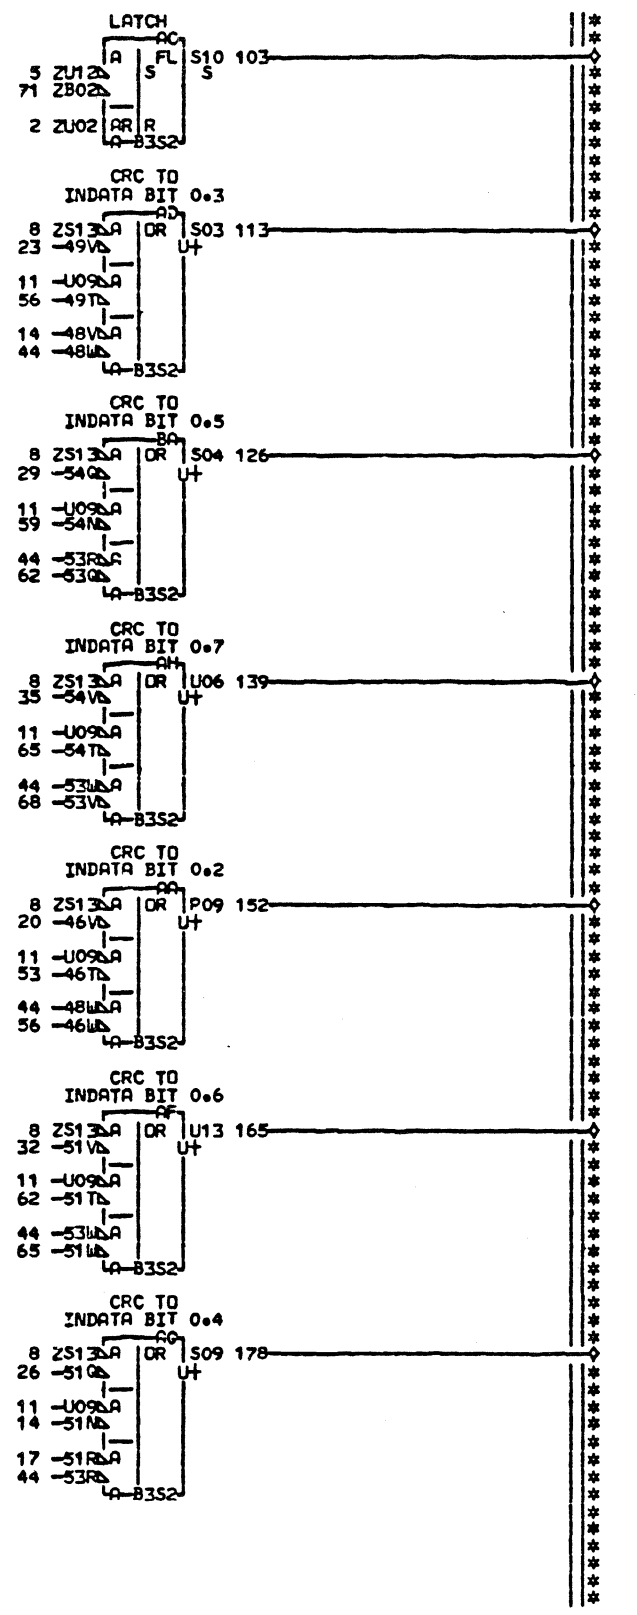 LATCH
AC
A FL S10 103
5 ZU12 S S
71 ZB02
2 ZU02 AR R
A B3S2
CRC TO
INDATA BIT 0.3
AD
8 ZS13 A OR S03 113
23 -49V U+
11 -U09 A
56 -49T
14 -48V A
44 -48W
A B3S2
CRC TO
INDATA BIT 0.5
BA
8 ZS13 A OR S04 126
29 -54Q U+
11 -U09 A
59 -54N
44 -53R A
62 -53Q
A B3S2
CRC TO
INDATA BIT 0.7
AH
8 ZS13 A OR U06 139
35 -54V U+
11 -U09 A
65 -54T
44 -53W A
68 -53V
A B3S2
CRC TO
INDATA BIT 0.2
AA
8 ZS13 A OR P09 152
20 -46V U+
11 -U09 A
53 -46T
44 -48W A
56 -46W
A B3S2
CRC TO
INDATA BIT 0.6
AF
8 ZS13 A OR U13 165
32 -51V U+
11 -U09 A
62 -51T
44 -53W A
65 -51W
A B3S2
CRC TO
INDATA BIT 0.4
AG
8 ZS13 A OR S09 178
26 -51Q U+
11 -U09 A
14 -51N
17 -51R A
44 -53R
A B3S2